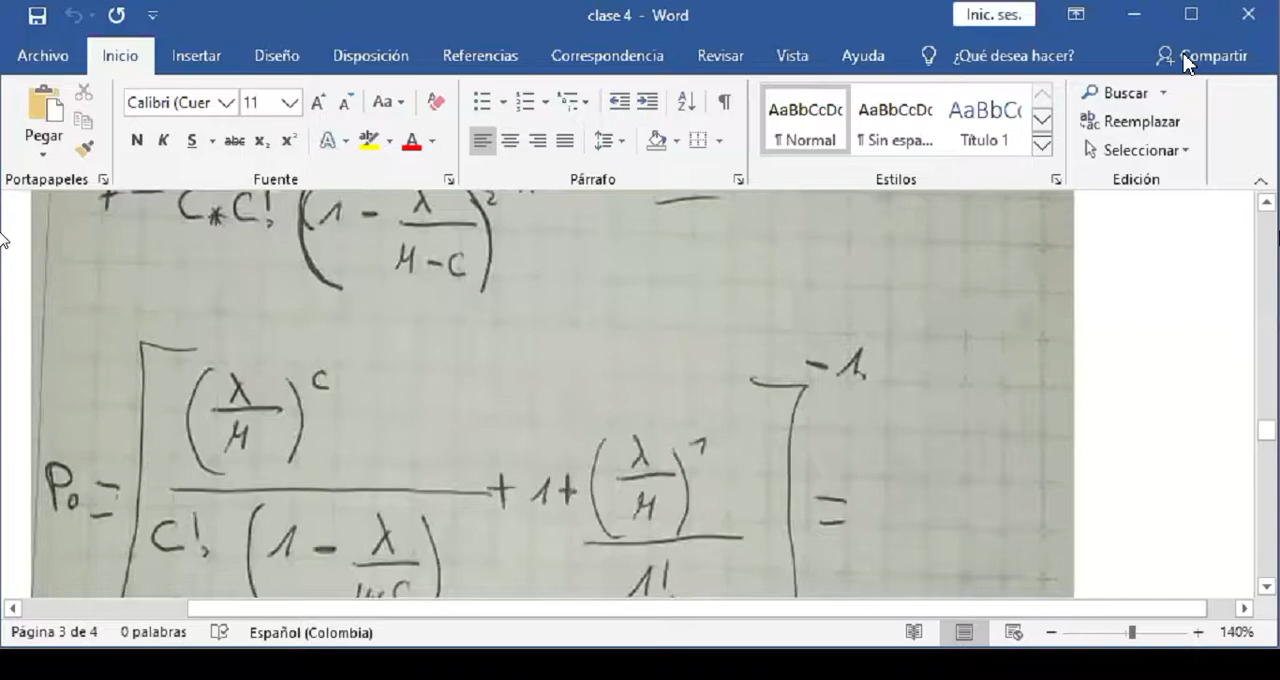 clase 4 - Word
Inic. ses.
Archivo Inicio Insertar Diseño Disposición Referencias Correspondencia Revisar Vista Ayuda ¿Qué desea hacer? Compartir
Pegar
Calibri (Cuer 11 Aa
N K S abc x₂ x² A ab A
AaBbCcDc AaBbCcDc AaBbC
¶ Normal ¶ Sin espa... Título 1
Buscar
Reemplazar
Seleccionar
Portapapeles Fuente Párrafo Estilos Edición
C*C! (1 - λ/(μ-C))²
P₀ = [ (λ/μ)^C / (C! (1 - λ/(μ·C))) + 1 + (λ/μ)^1 / 1! ]^-1 =
Página 3 de 4 0 palabras Español (Colombia) 140%